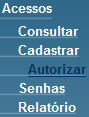 Acessos
Consultar
Cadastrar
Autorizar
Senhas
Relatório